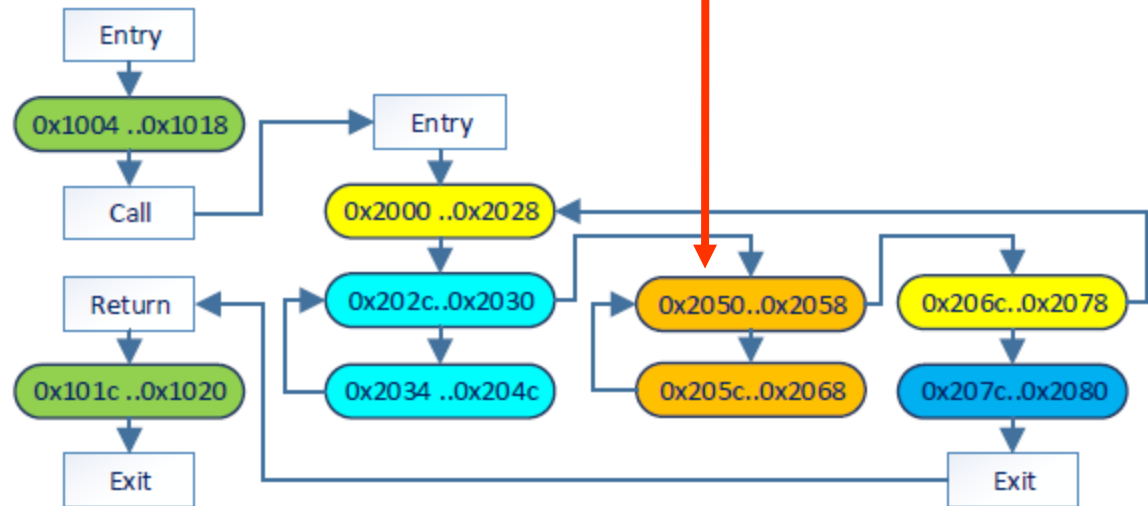 Entry
0x1004 ..0x1018
Call
Return
0x101c ..0x1020
Exit
Entry
0x2000 ..0x2028
0x202c..0x2030
0x2034 ..0x204c
0x2050..0x2058
0x205c..0x2068
0x206c..0x2078
0x207c..0x2080
Exit